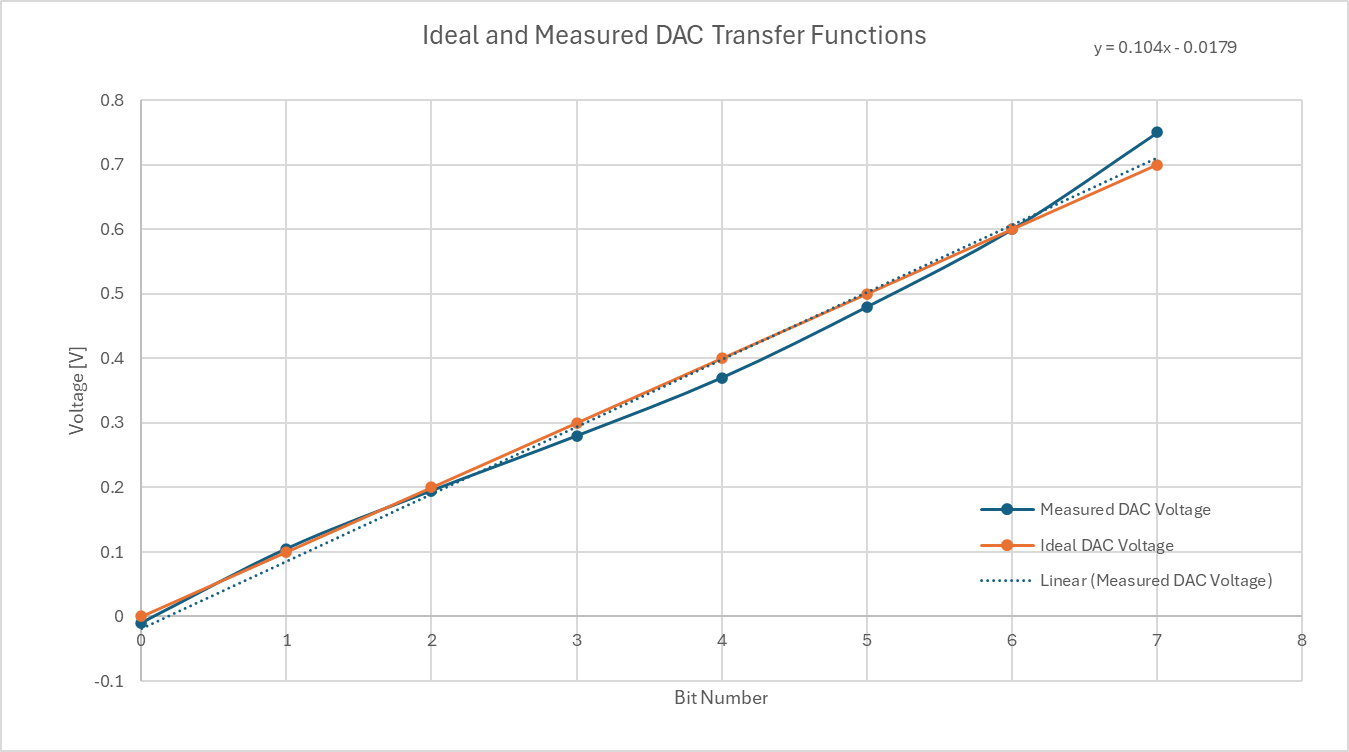 Ideal and Measured DAC Transfer Functions
y = 0.104x - 0.0179
0.8
0.7
0.6
0.5
0.4
0.3
0.2
0.1
0
-0.1
Voltage [V]
Measured DAC Voltage
Ideal DAC Voltage
Linear (Measured DAC Voltage)
0 1 2 3 4 5 6 7 8
Bit Number